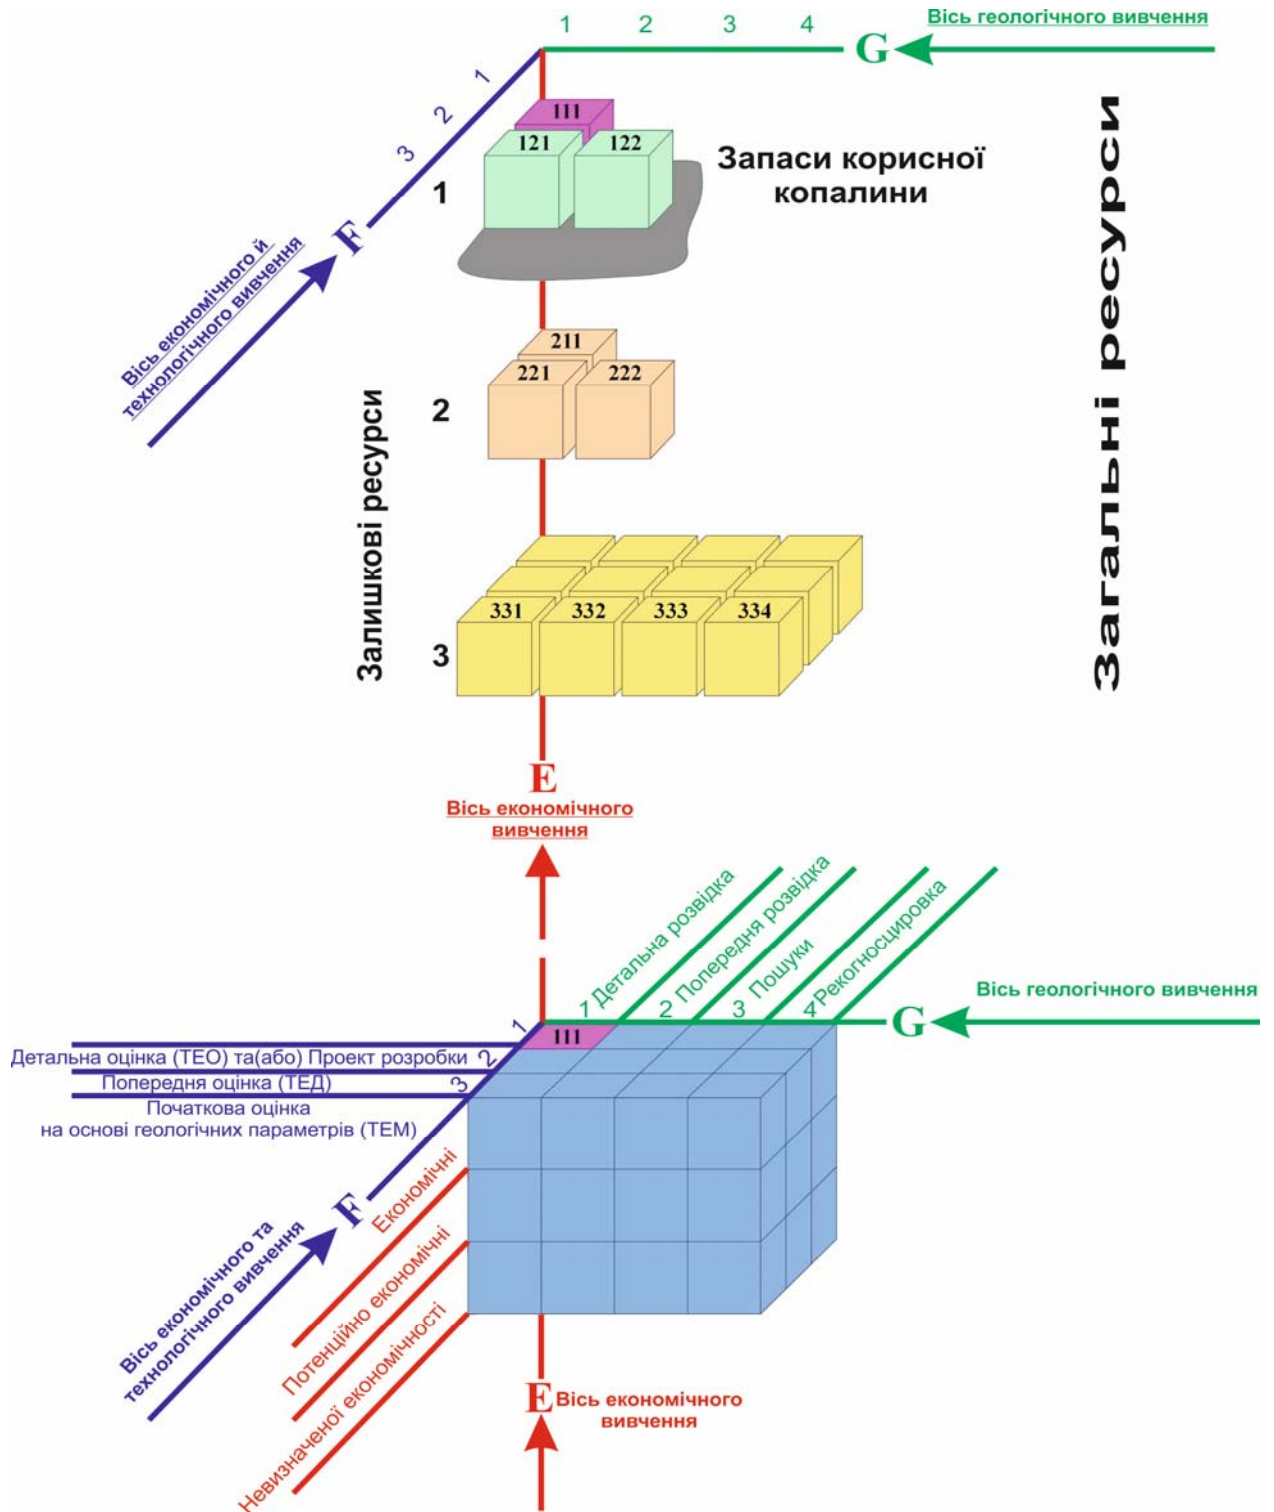 Вісь геологічного вивчення
1 2 3 4
G
1
2
3
F
Вісь економічного й
технологічного вивчення
111
121 122
1
Запаси корисної
копалини
Загальні ресурси
211
221 222
2
Залишкові ресурси
331 332 333 334
3
E
Вісь економічного
вивчення
1 Детальна розвідка
2 Попередня розвідка
3 Пошуки
4 Рекогносцировка
Вісь геологічного вивчення
G
111
1
2
3
Детальна оцінка (ТЕО) та(або) Проект розробки
Попередня оцінка (ТЕД)
Початкова оцінка
на основі геологічних параметрів (ТЕМ)
F
Вісь економічного та
технологічного вивчення
Економічні
Потенційно економічні
Невизначеної економічності
E
Вісь економічного
вивчення